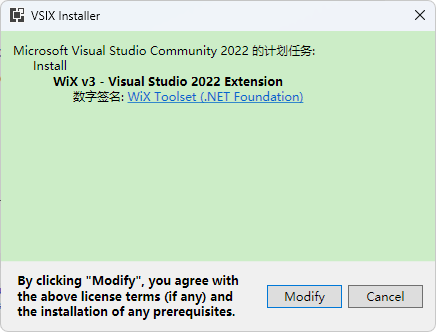 VSIX Installer
Microsoft Visual Studio Community 2022 的计划任务:
Install
WiX v3 - Visual Studio 2022 Extension
数字签名: WiX Toolset (.NET Foundation)
By clicking "Modify", you agree with
the above license terms (if any) and
the installation of any prerequisites.
Modify
Cancel